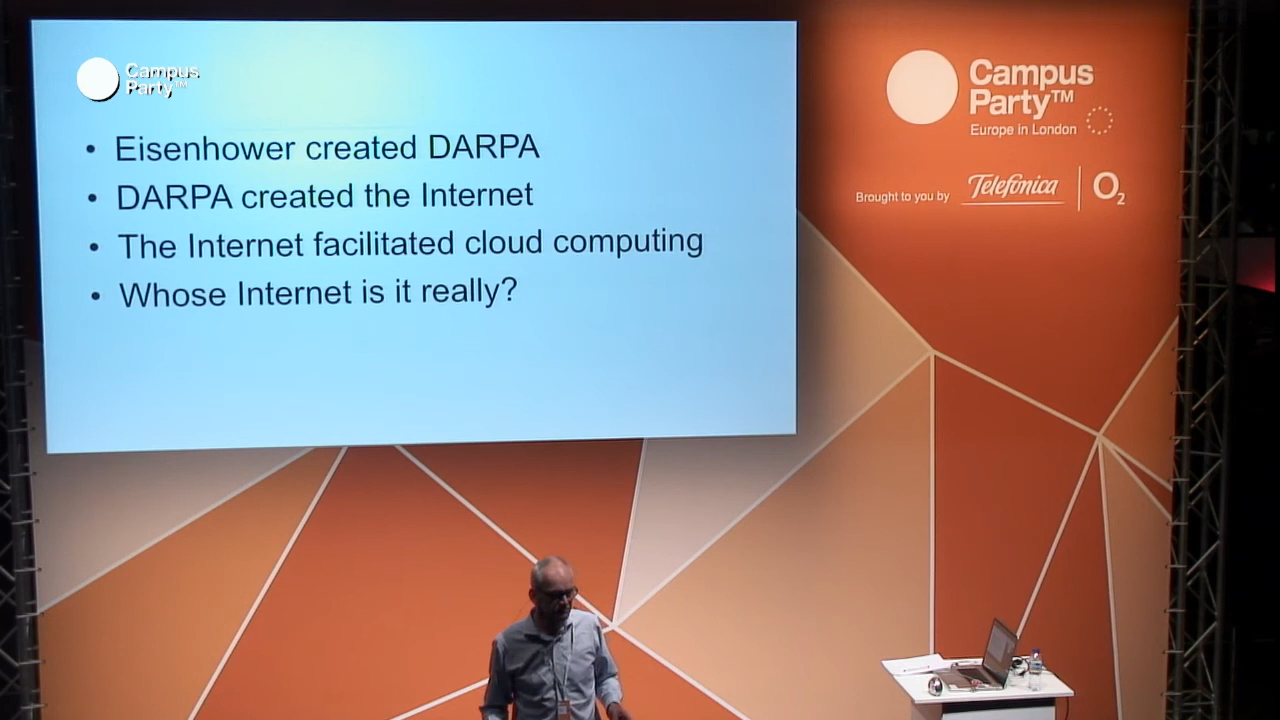 Campus
Party™
• Eisenhower created DARPA
• DARPA created the Internet
• The Internet facilitated cloud computing
• Whose Internet is it really?
Campus
Party™
Europe in London
Brought to you by Telefónica O2